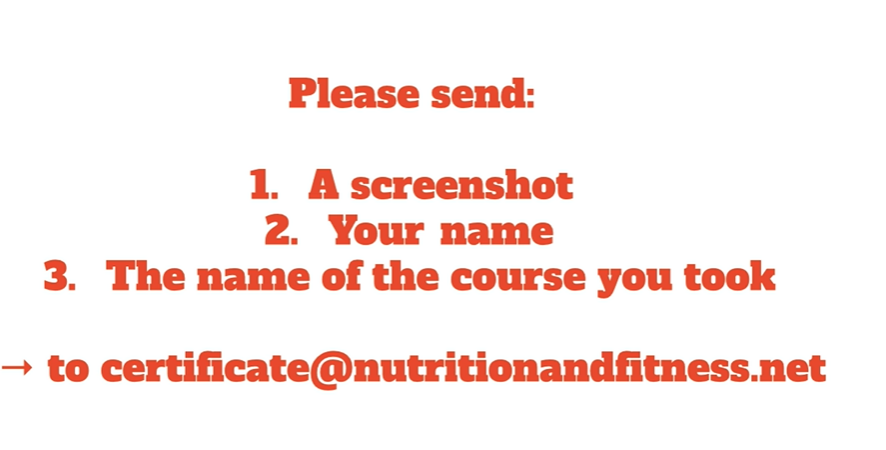 Please send:
1. A screenshot
2. Your name
3. The name of the course you took
→ to certificate@nutritionandfitness.net